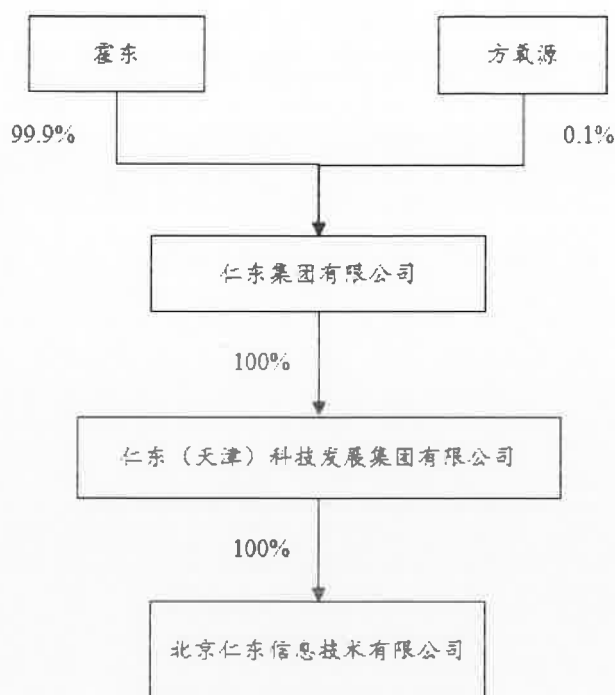 霍东
方氧源
99.9%
0.1%
仁东集团有限公司
100%
仁东（天津）科技发展集团有限公司
100%
北京仁东信息技术有限公司